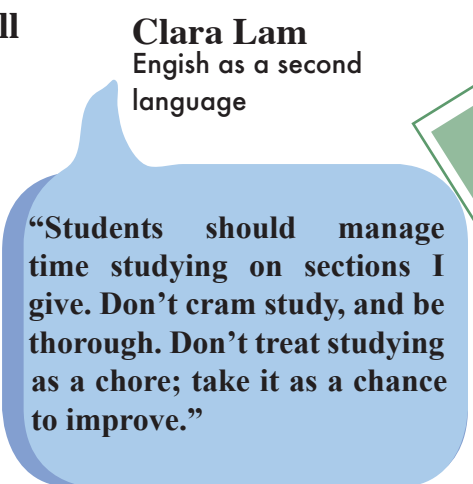 ll
Clara Lam
Engish as a second
language
“Students should manage
time studying on sections I
give. Don’t cram study, and be
thorough. Don’t treat studying
as a chore; take it as a chance
to improve.”